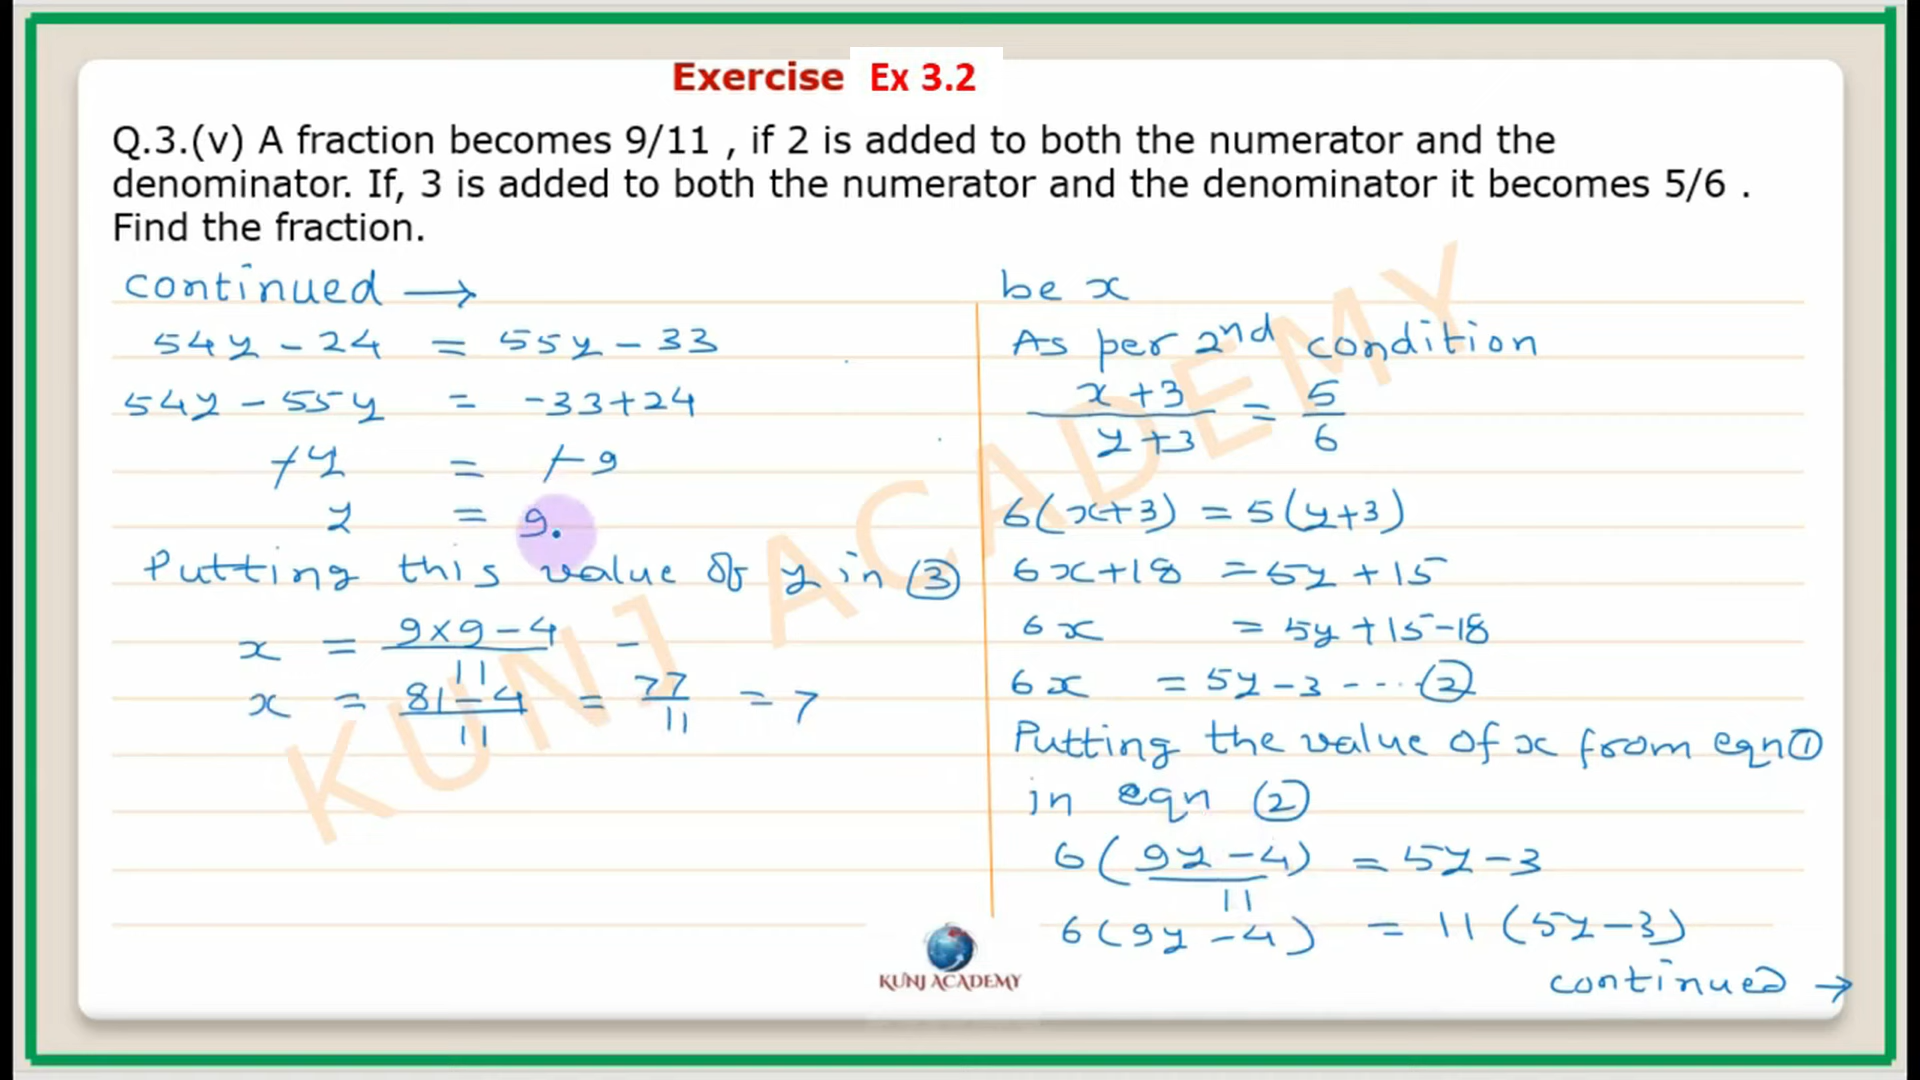 Exercise Ex 3.2
Q.3.(v) A fraction becomes 9/11 , if 2 is added to both the numerator and the
denominator. If, 3 is added to both the numerator and the denominator it becomes 5/6 .
Find the fraction.
continued →
54y - 24 = 55y - 33
54y - 55y = -33+24
-y = -9
y = 9.
Putting this value of y in ③
x = (9×9-4)/11 -
x = (81-4)/11 = 77/11 = 7
be x
As per 2nd condition
(x+3)/(y+3) = 5/6
6(x+3) = 5(y+3)
6x+18 = 5y+15
6x = 5y+15-18
6x = 5y-3 --- ②
Putting the value of x from eqn ①
in eqn ②
6((9y-4)/11) = 5y-3
6(9y-4) = 11(5y-3)
continued →
KUNJ ACADEMY
KUNJ ACADEMY